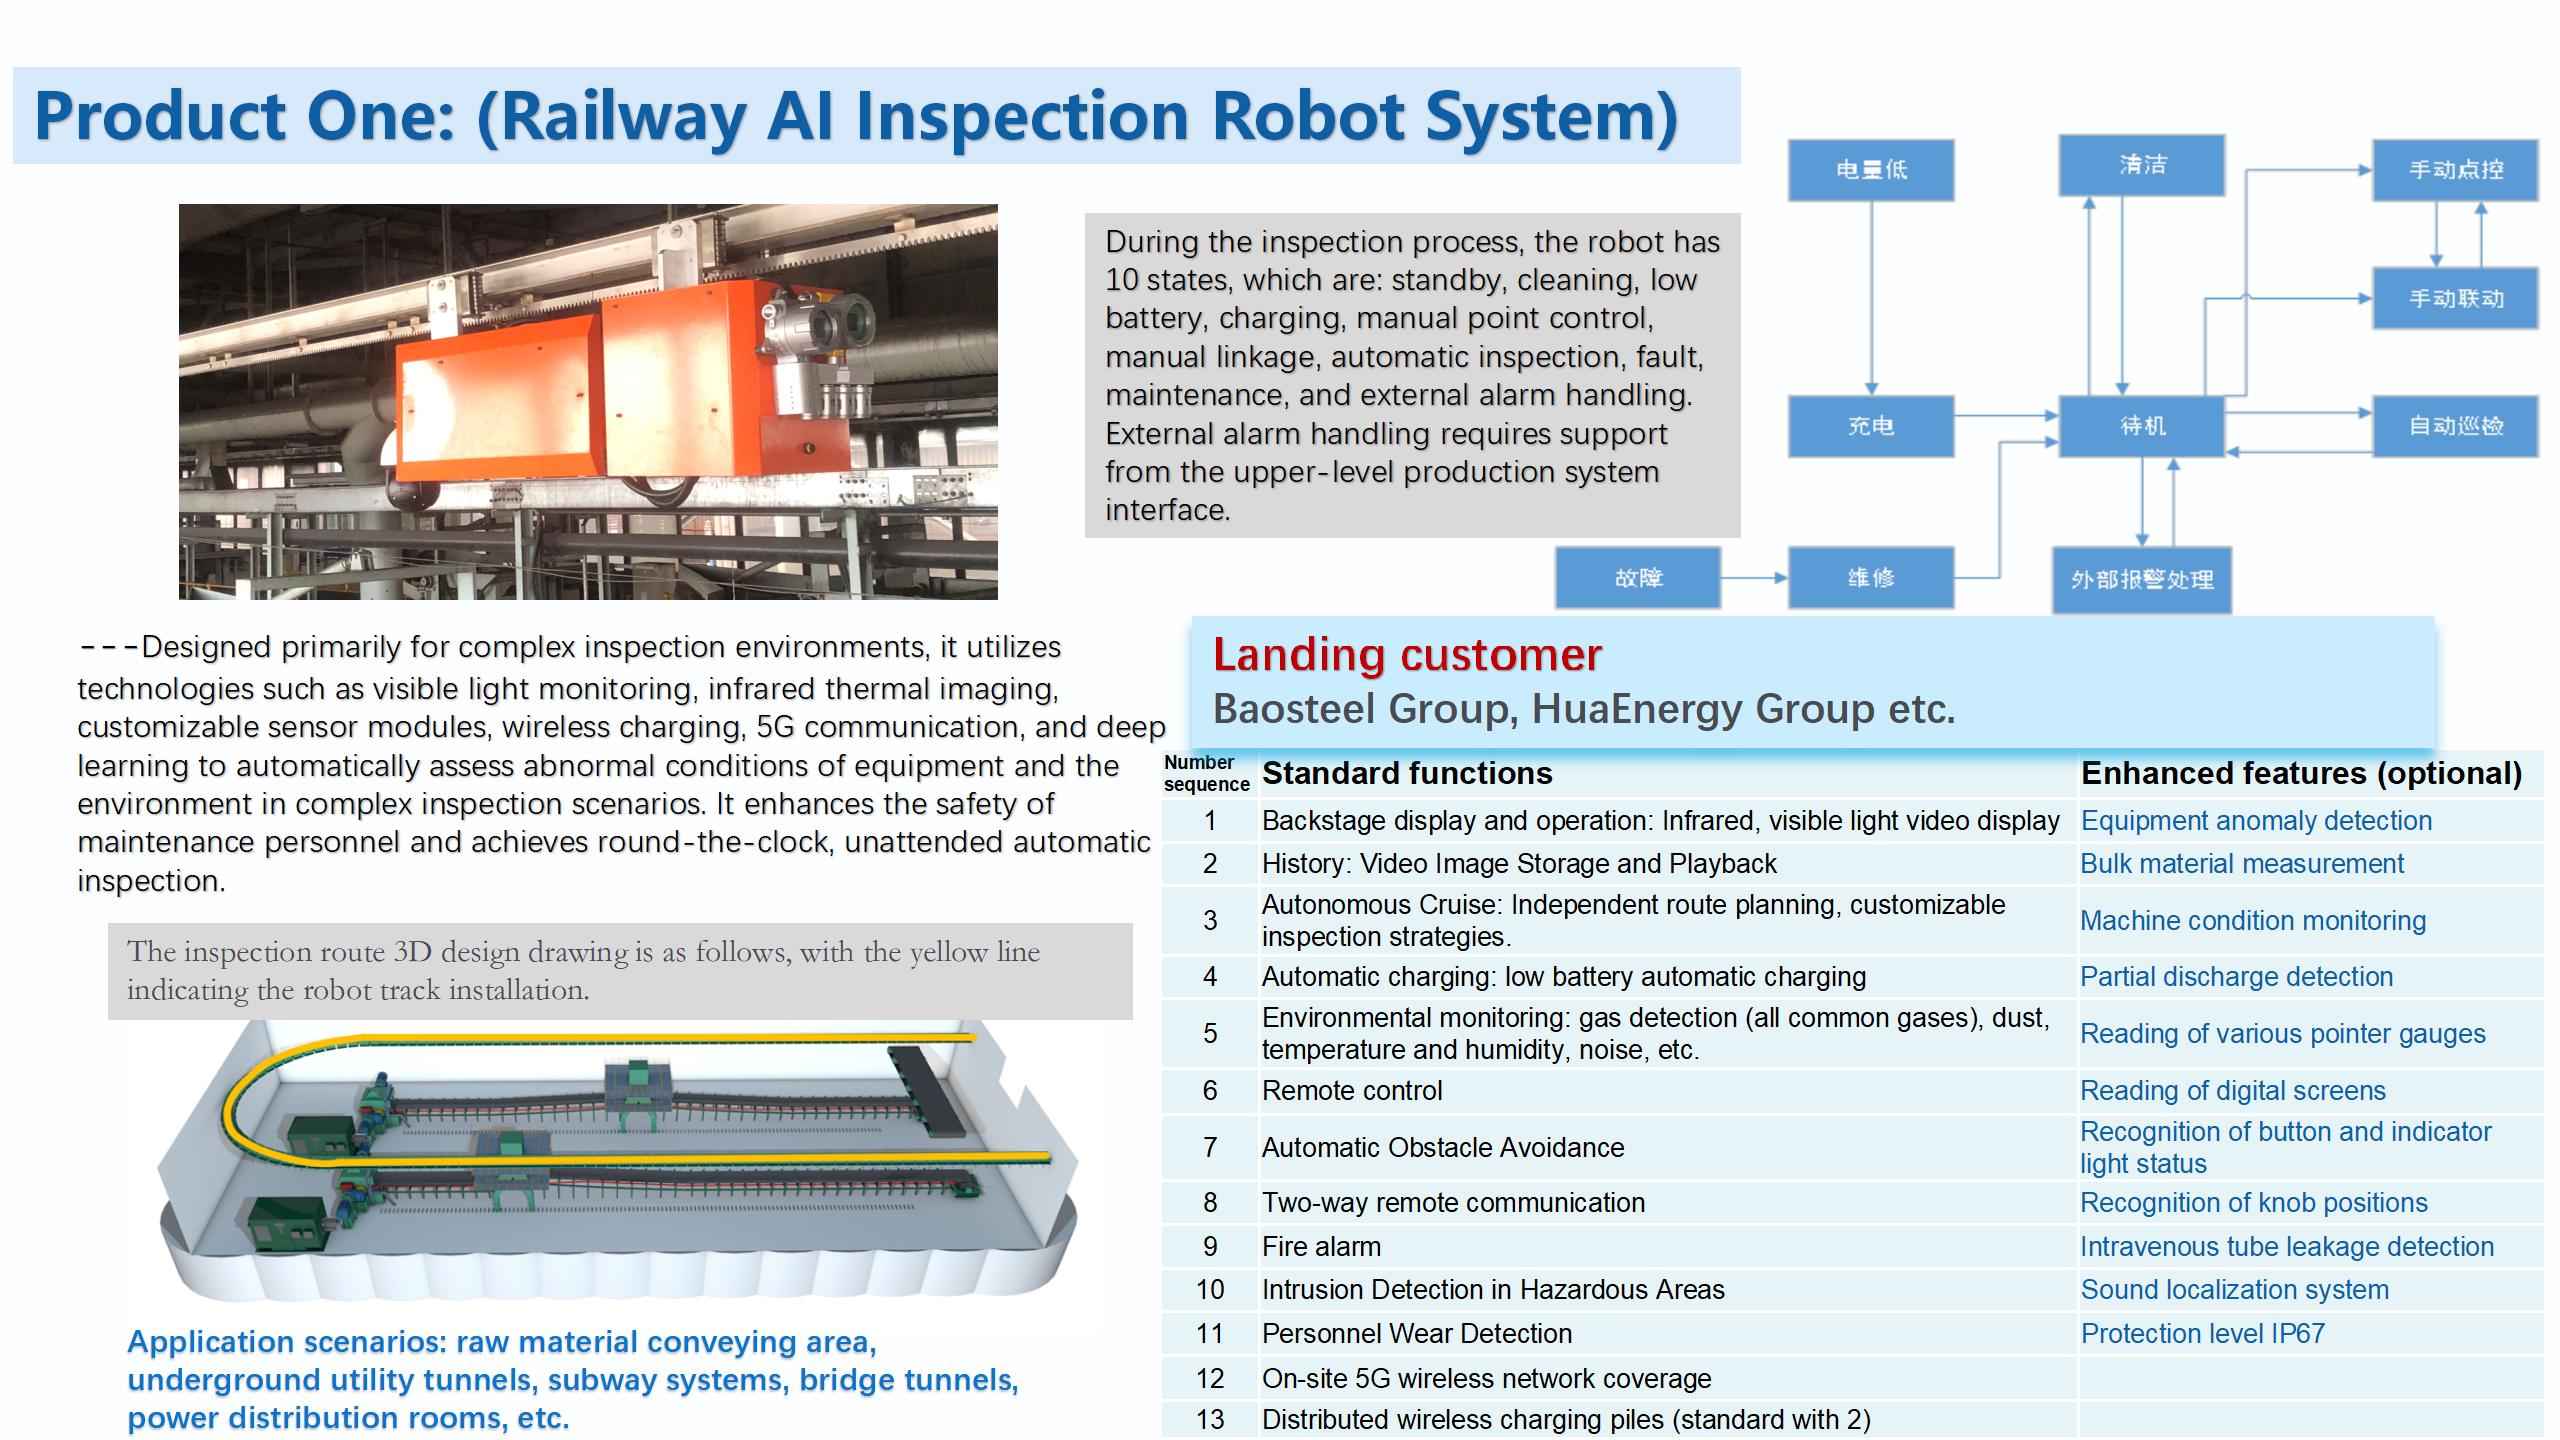 Product One: (Railway AI Inspection Robot System)
During the inspection process, the robot has
10 states, which are: standby, cleaning, low
battery, charging, manual point control,
manual linkage, automatic inspection, fault,
maintenance, and external alarm handling.
External alarm handling requires support
from the upper-level production system
interface.
电量低
清洁
手动点控
手动联动
充电
待机
自动巡检
故障
维修
外部报警处理
---Designed primarily for complex inspection environments, it utilizes
technologies such as visible light monitoring, infrared thermal imaging,
customizable sensor modules, wireless charging, 5G communication, and deep
learning to automatically assess abnormal conditions of equipment and the
environment in complex inspection scenarios. It enhances the safety of
maintenance personnel and achieves round-the-clock, unattended automatic
inspection.
The inspection route 3D design drawing is as follows, with the yellow line
indicating the robot track installation.
Application scenarios: raw material conveying area,
underground utility tunnels, subway systems, bridge tunnels,
power distribution rooms, etc.
Landing customer
Baosteel Group, HuaEnergy Group etc.
Number
sequence
Standard functions
Enhanced features (optional)
1
Backstage display and operation: Infrared, visible light video display
Equipment anomaly detection
2
History: Video Image Storage and Playback
Bulk material measurement
3
Autonomous Cruise: Independent route planning, customizable
inspection strategies.
Machine condition monitoring
4
Automatic charging: low battery automatic charging
Partial discharge detection
5
Environmental monitoring: gas detection (all common gases), dust,
temperature and humidity, noise, etc.
Reading of various pointer gauges
6
Remote control
Reading of digital screens
7
Automatic Obstacle Avoidance
Recognition of button and indicator
light status
8
Two-way remote communication
Recognition of knob positions
9
Fire alarm
Intravenous tube leakage detection
10
Intrusion Detection in Hazardous Areas
Sound localization system
11
Personnel Wear Detection
Protection level IP67
12
On-site 5G wireless network coverage
13
Distributed wireless charging piles (standard with 2)